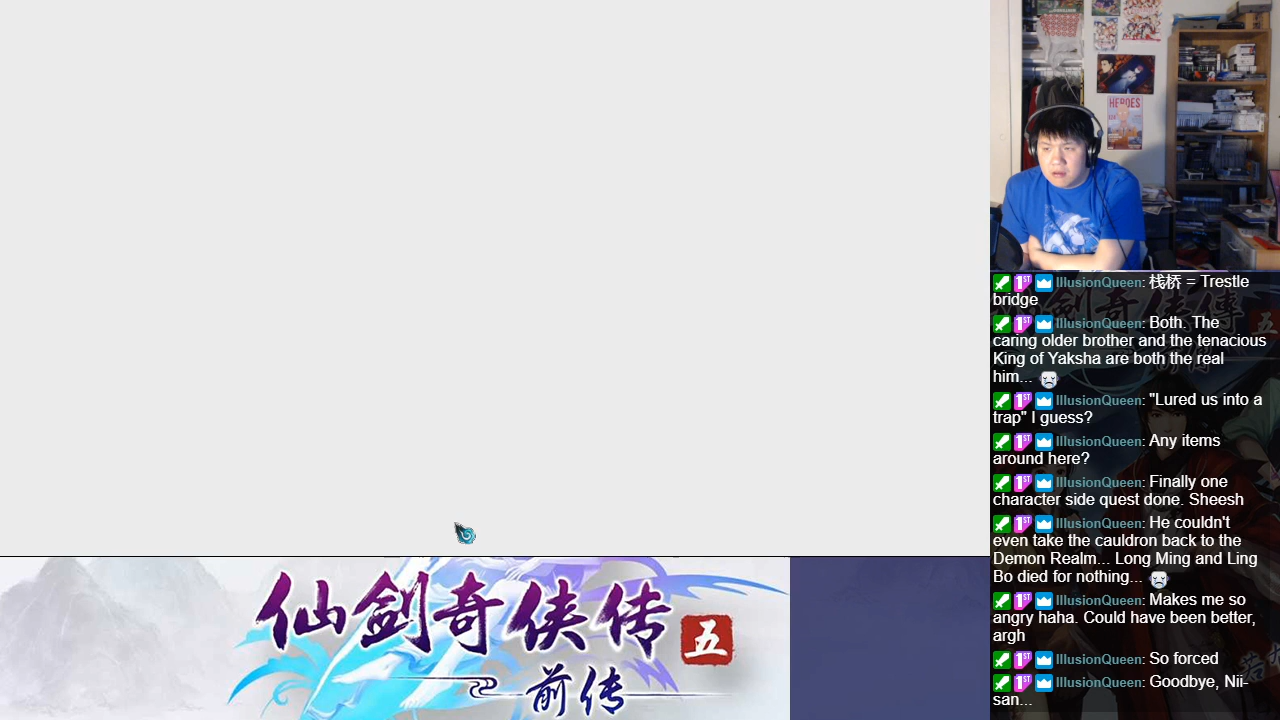 HEROES
IllusionQueen: 栈桥 = Trestle
bridge
IllusionQueen: Both. The
caring older brother and the tenacious
King of Yaksha are both the real
him...
IllusionQueen: "Lured us into a
trap" I guess?
IllusionQueen: Any items
around here?
IllusionQueen: Finally one
character side quest done. Sheesh
IllusionQueen: He couldn't
even take the cauldron back to the
Demon Realm... Long Ming and Ling
Bo died for nothing...
IllusionQueen: Makes me so
angry haha. Could have been better,
argh
IllusionQueen: So forced
IllusionQueen: Goodbye, Nii-
san...
仙剑奇侠传
五
前传